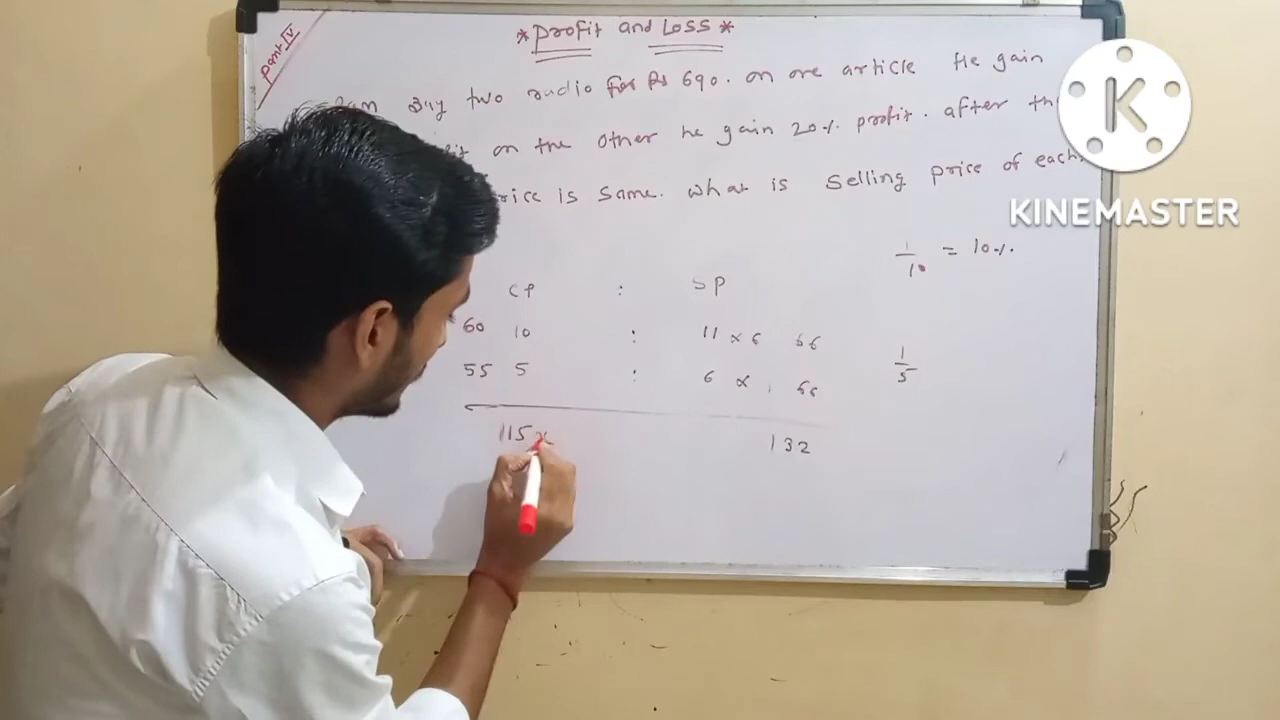 Part IV
* Profit and Loss *
Buy two radio for Rs 690. on one article He gain
on the other he gain 20% profit. after
is same. what is selling price of each.
1/10 = 10%
CP : SP
60 10 : 11 x 6 66
55 5 : 6 x 66
1/5
115 x 132
K
KINEMASTER